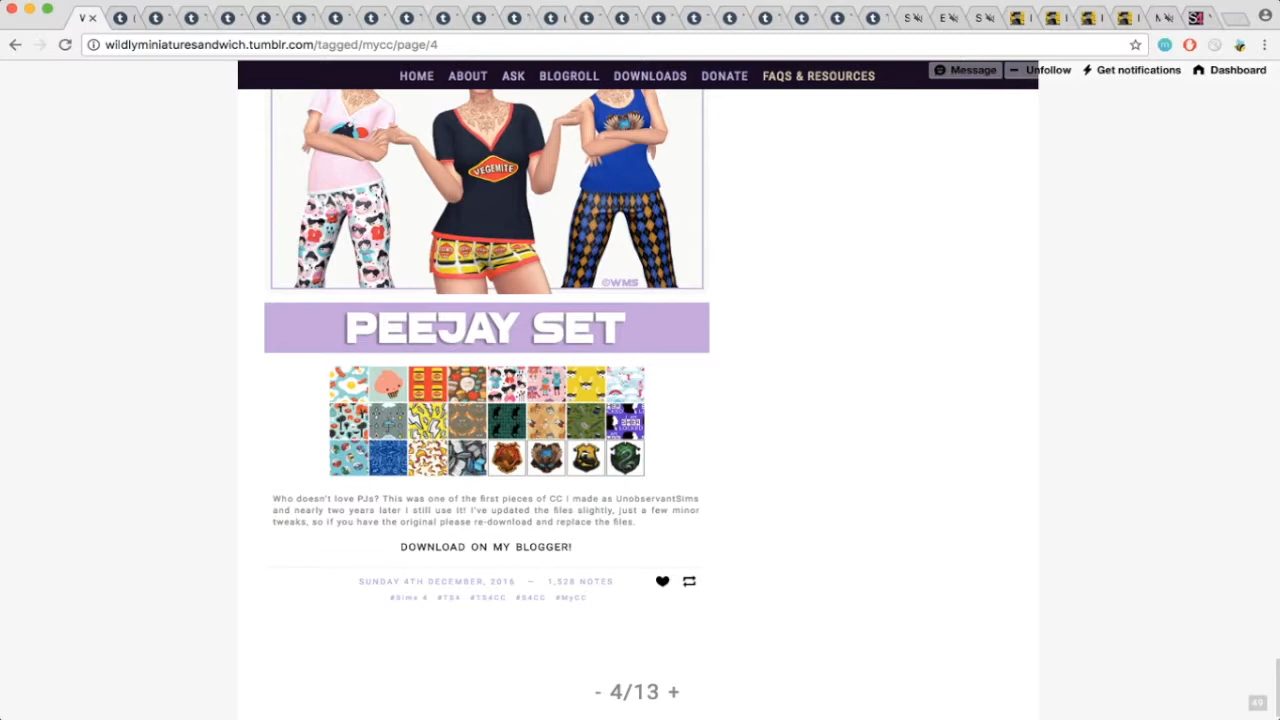 wildlyminiaturesandwich.tumblr.com/tagged/mycc/page/4
HOME ABOUT ASK BLOGROLL DOWNLOADS DONATE FAQS & RESOURCES
Message Unfollow Get notifications Dashboard
VEGEMITE
©WMS
PEEJAY SET
Who doesn't love PJs? This was one of the first pieces of CC I made as UnobservantSims
and nearly two years later I still use it! I've updated the files slightly, just a few minor
tweaks, so if you have the original please re-download and replace the files.
DOWNLOAD ON MY BLOGGER!
SUNDAY 4TH DECEMBER, 2016 ~ 1,528 NOTES
#Sims 4 #TS4 #TS4CC #S4CC #MyCC
- 4/13 +
49